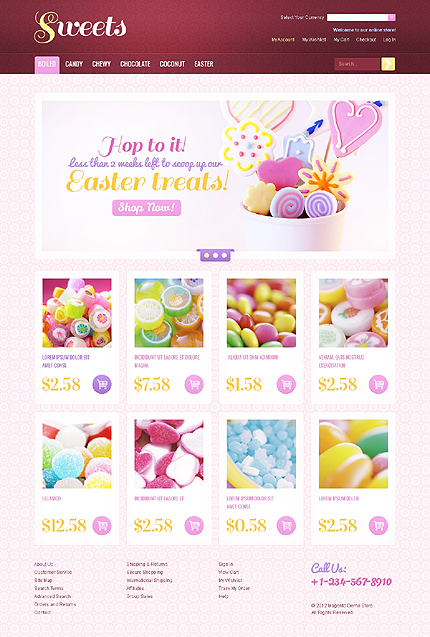 Sweets
Select Your Currency
Welcome to our online store!
My Account My Wishlist My Cart Checkout Log In
BOILED CANDY CHEWY CHOCOLATE COCONUT EASTER
Search...
Hop to it!
Less than 2 weeks left to scoop up our
Easter treats!
Shop Now!
LOREM IPSUM DOLOR SIT
AMET CONSE
$2.58
INCIDIDUNT UT LABORE ET DOLORE
MAGNA
$7.58
ALIQUA UT ENIM AD MINIM
$1.58
VENIAM, QUIS NOSTRUD
EXERCITATION
$2.58
ULLAMCO
$12.58
INCIDIDUNT UT LABORE ET
$2.58
LOREM IPSUM DOLOR SIT
AMET CONSE
$0.58
LOREM IPSUM DOLOR
$2.58
About Us
Customer Service
Site Map
Search Terms
Advanced Search
Orders and Returns
Contact
Shipping & Returns
Secure Shopping
International Shipping
Affiliates
Group Sales
Sign In
View Cart
My Wishlist
Track My Order
Help
Call Us:
+1-234-567-8910
© 2012 Magento Demo Store.
All Rights Reserved.